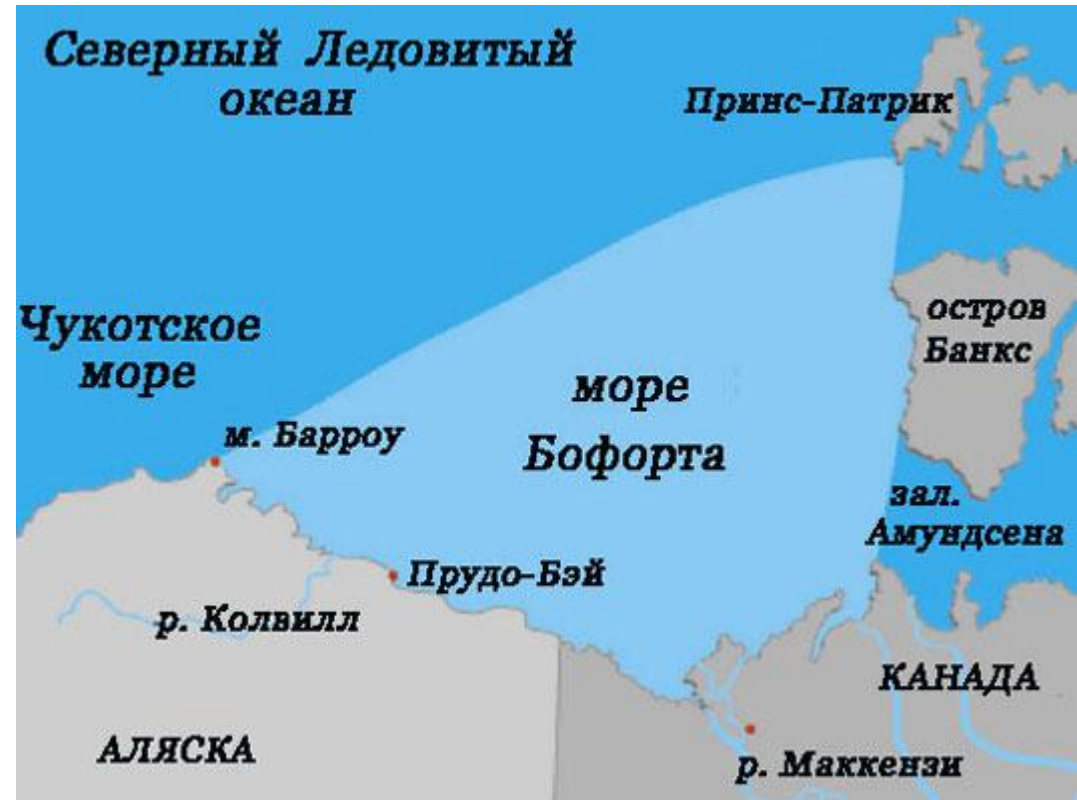 Северный Ледовитый
океан
Принс-Патрик
Чукотское
море
остров
Банкс
море
Бофорта
м. Барроу
зал.
Амундсена
Прудо-Бэй
р. Колвилл
КАНАДА
АЛЯСКА
р. Маккензи